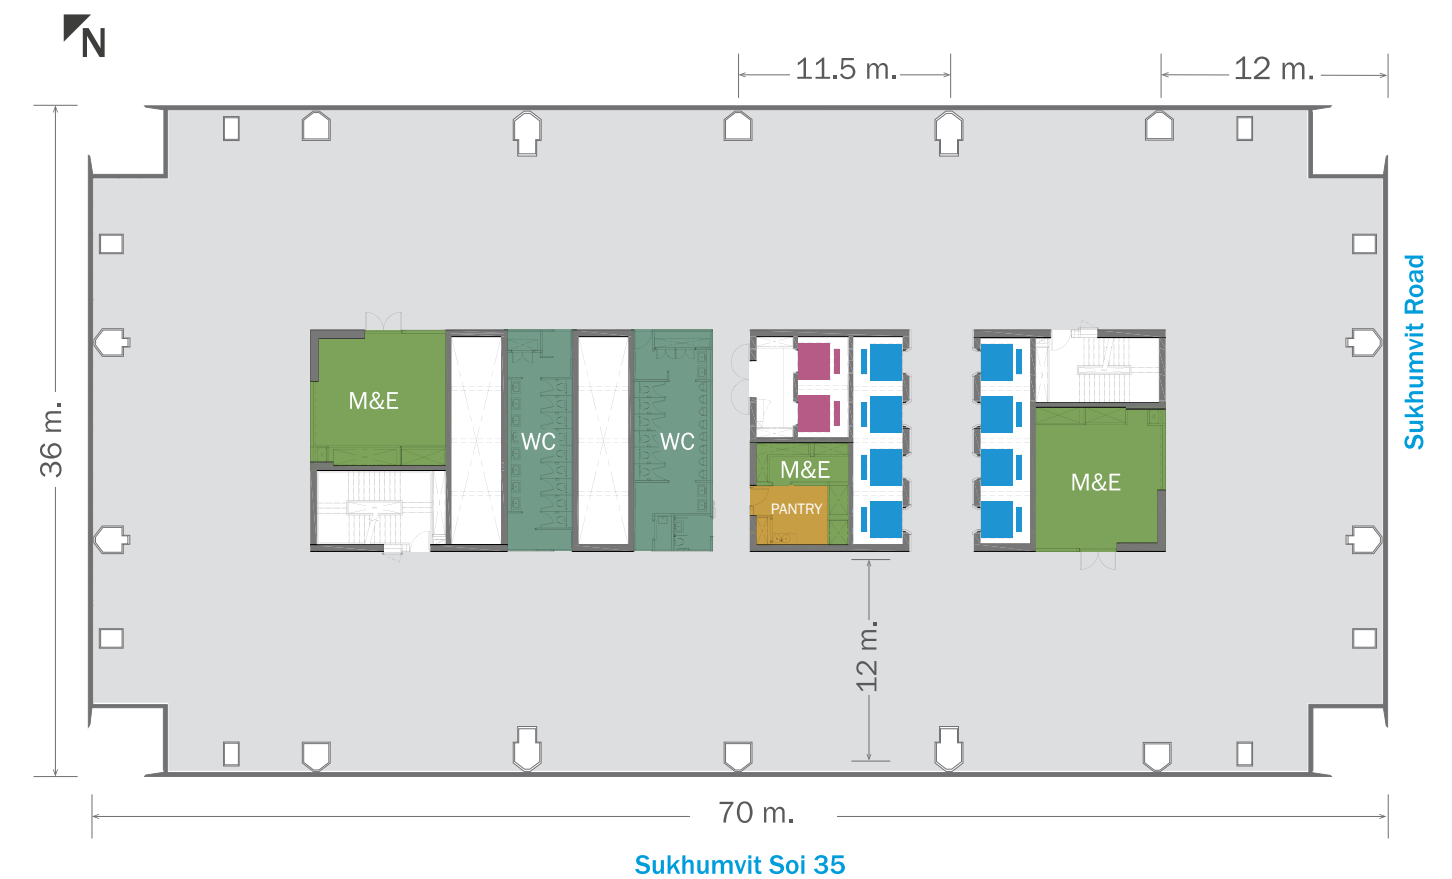 N
11.5 m.
12 m.
36 m.
Sukhumvit Road
M&E
WC
WC
M&E
PANTRY
M&E
12 m.
70 m.
Sukhumvit Soi 35